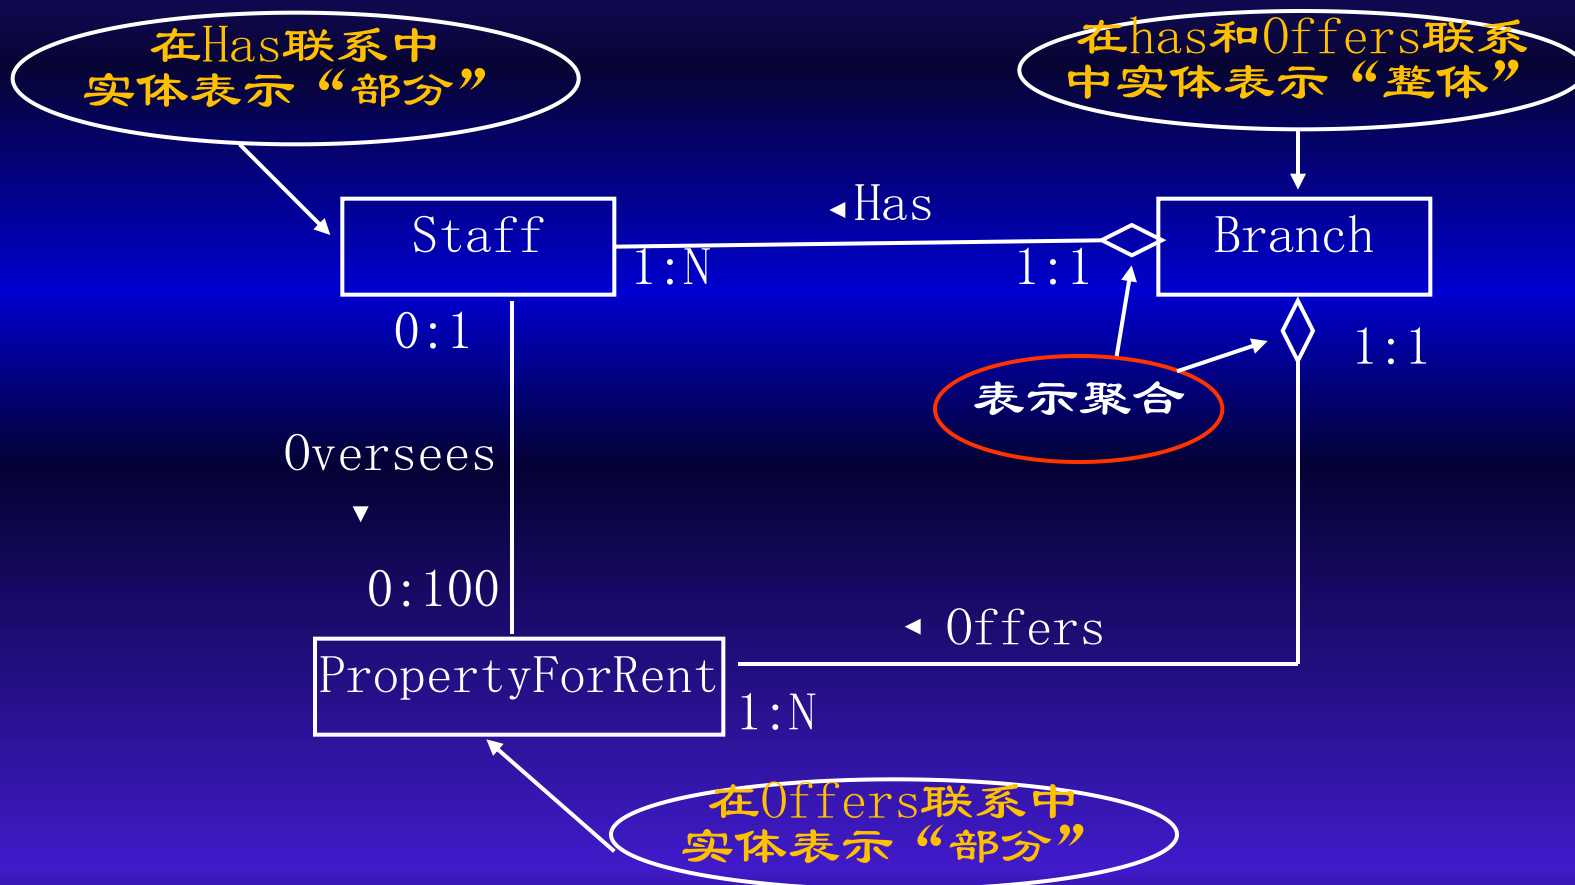 在Has联系中
实体表示“部分”
在has和Offers联系
中实体表示“整体”
◂Has
Staff
Branch
1:N
1:1
0:1
1:1
表示聚合
Oversees
▾
0:100
◂ Offers
PropertyForRent
1:N
在Offers联系中
实体表示“部分”